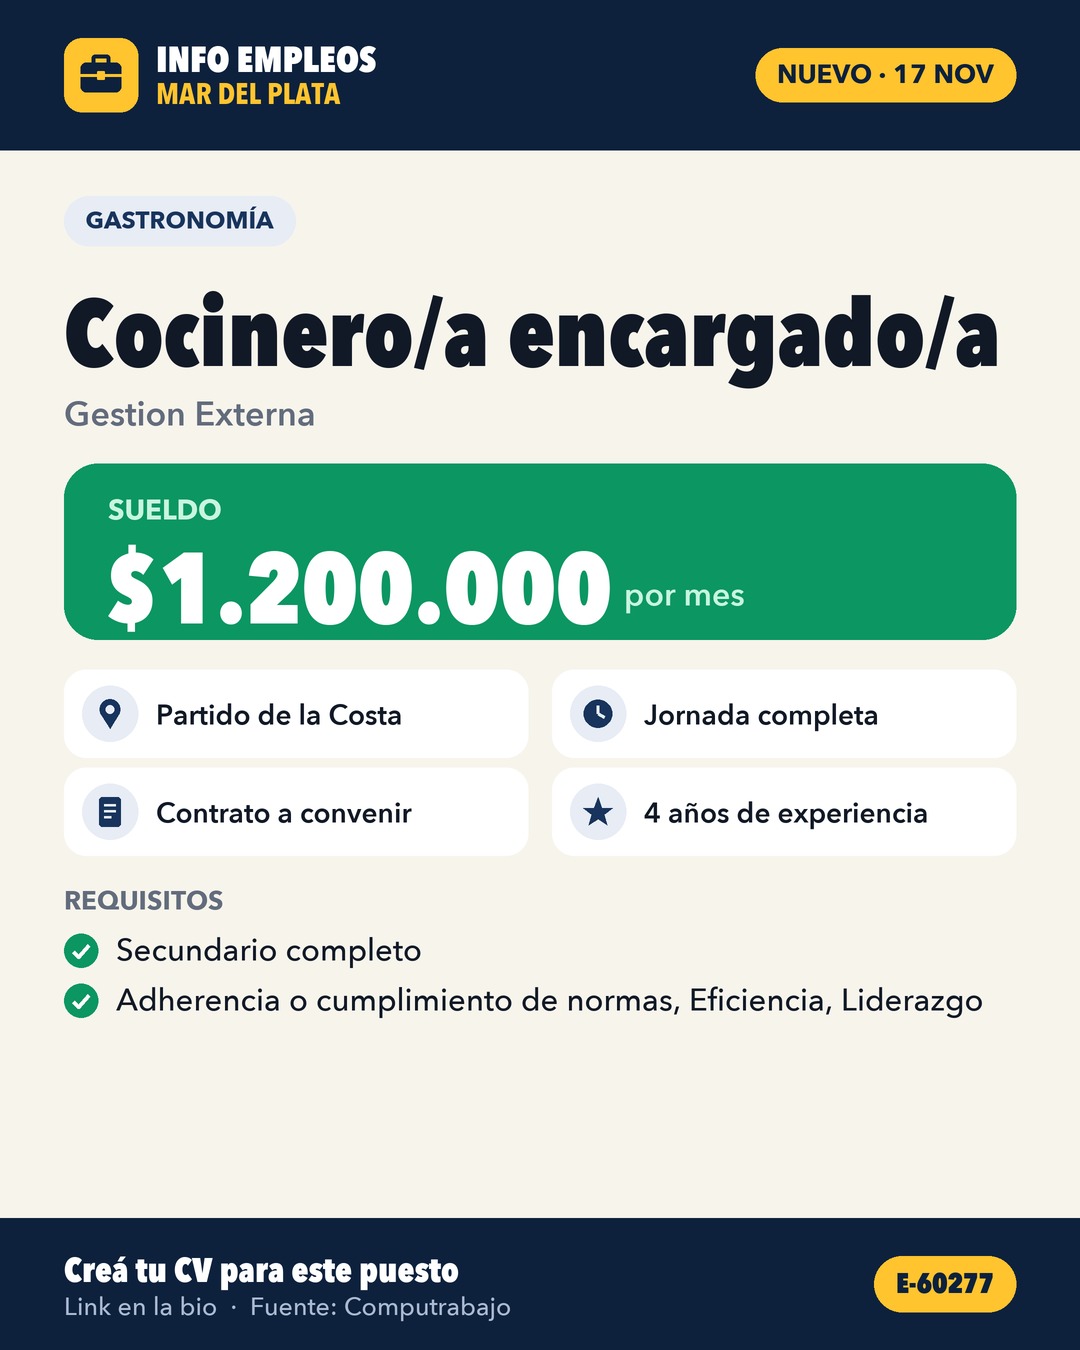 INFO EMPLEOS
MAR DEL PLATA
NUEVO · 17 NOV
GASTRONOMÍA
Cocinero/a encargado/a
Gestion Externa
SUELDO
$1.200.000 por mes
Partido de la Costa
Jornada completa
Contrato a convenir
4 años de experiencia
REQUISITOS
Secundario completo
Adherencia o cumplimiento de normas, Eficiencia, Liderazgo
Creá tu CV para este puesto
Link en la bio · Fuente: Computrabajo
E-60277